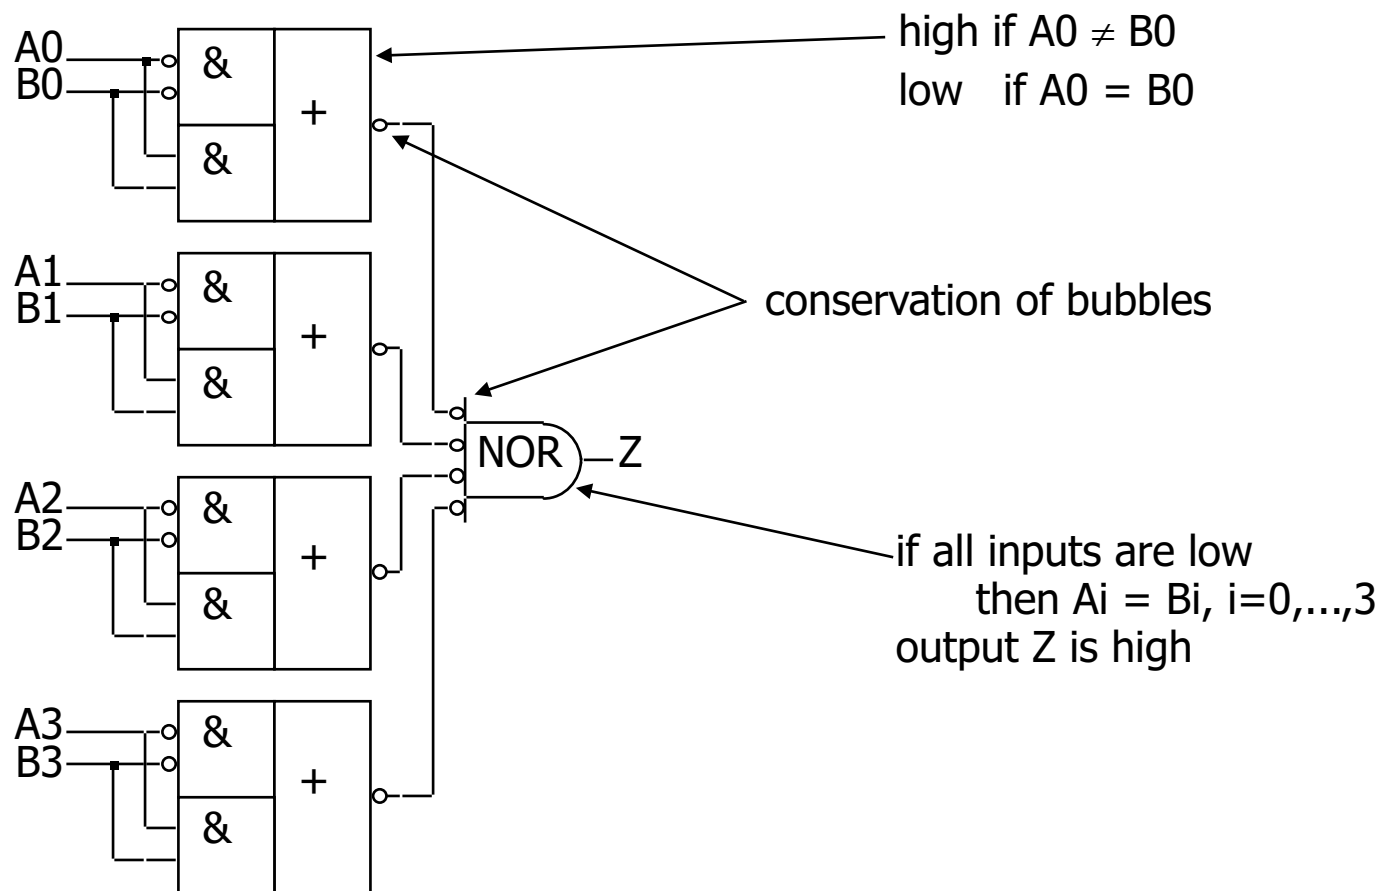 A0
B0
&
+
&
high if A0 ≠ B0
low if A0 = B0
A1
B1
&
+
&
conservation of bubbles
NOR
Z
A2
B2
&
+
&
if all inputs are low
then Ai = Bi, i=0,...,3
output Z is high
A3
B3
&
+
&